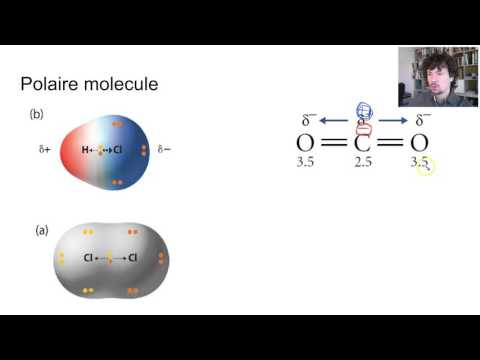 Polaire molecule
(b)
δ+ H Cl δ−
(a)
Cl Cl
δ− δ δ−
O=C=O
3.5 2.5 3.5